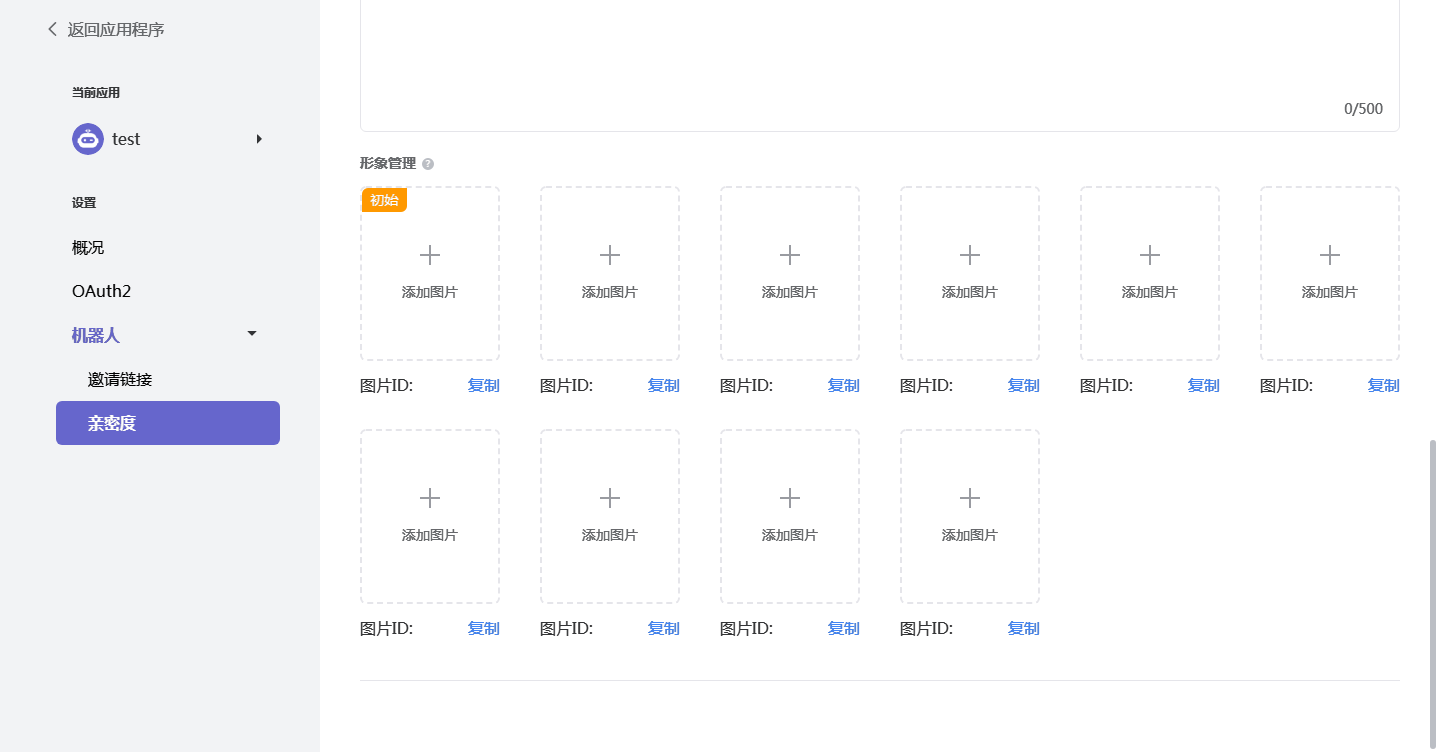 返回应用程序
当前应用
test
设置
概况
OAuth2
机器人
邀请链接
亲密度
0/500
形象管理
初始
添加图片 添加图片 添加图片 添加图片 添加图片 添加图片
图片ID: 复制 图片ID: 复制 图片ID: 复制 图片ID: 复制 图片ID: 复制 图片ID: 复制
添加图片 添加图片 添加图片 添加图片
图片ID: 复制 图片ID: 复制 图片ID: 复制 图片ID: 复制